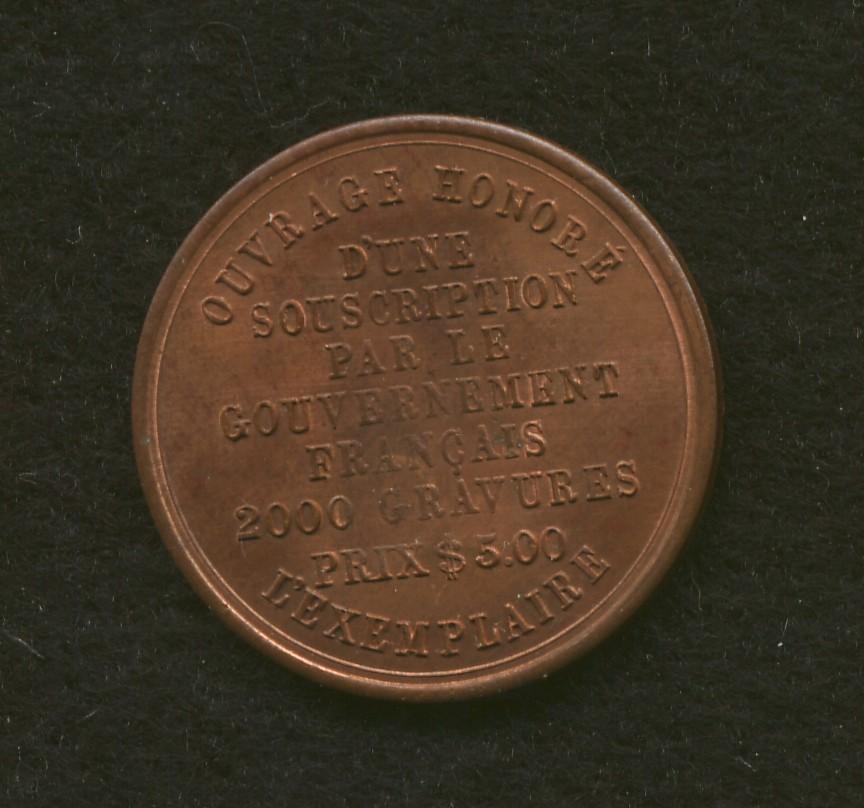 OUVRAGE HONORÉ
D'UNE
SOUSCRIPTION
PAR LE
GOUVERNEMENT
FRANÇAIS
2000 GRAVURES
PRIX $ 5.00
L'EXEMPLAIRE